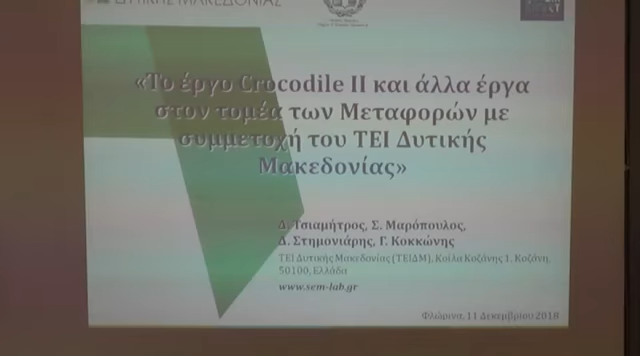 ΔΥΤΙΚΗΣ ΜΑΚΕΔΟΝΙΑΣ
«Το έργο Crocodile II και άλλα έργα
στον τομέα των Μεταφορών με
συμμετοχή του ΤΕΙ Δυτικής
Μακεδονίας»
Δ. Τσιαμήτρος, Σ. Μαρόπουλος,
Δ. Στημονιάρης, Γ. Κοκκώνης
ΤΕΙ Δυτικής Μακεδονίας (ΤΕΙΔΜ), Κοίλα Κοζάνης 1, Κοζάνη
50100, Ελλάδα
www.sem-lab.gr
Φλώρινα, 11 Δεκεμβρίου 2018